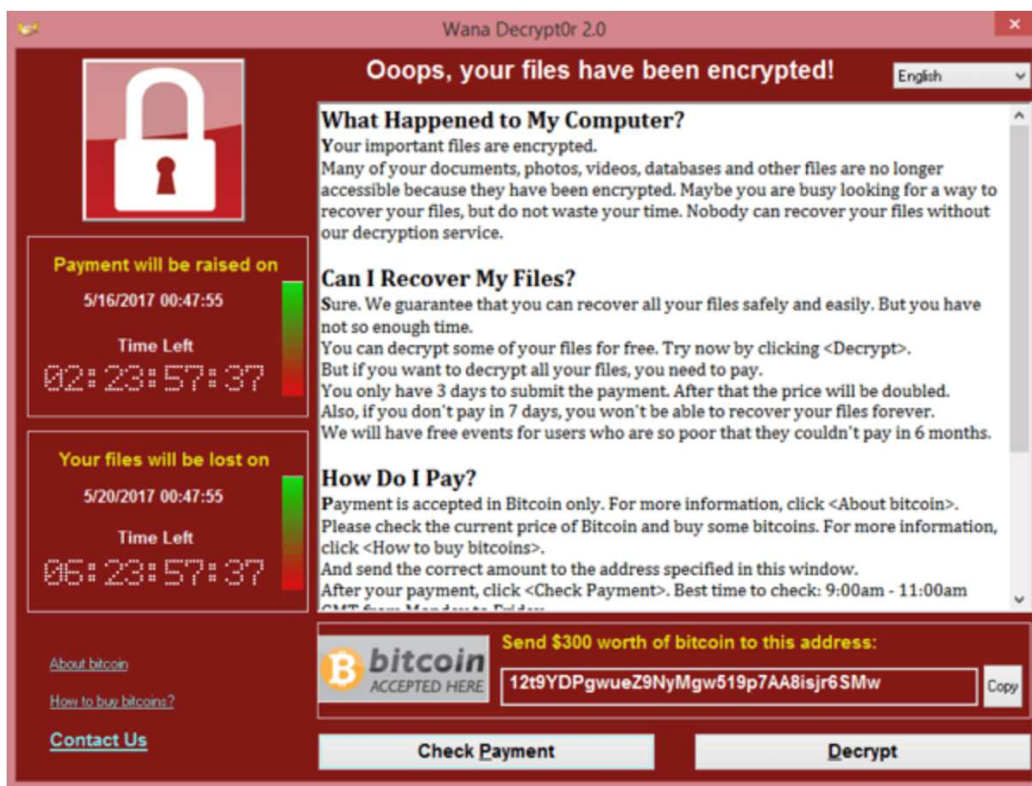 Wana Decrypt0r 2.0
Ooops, your files have been encrypted!
English
Payment will be raised on
5/16/2017 00:47:55
Time Left
02:23:57:37
Your files will be lost on
5/20/2017 00:47:55
Time Left
06:23:57:37
About bitcoin
How to buy bitcoins?
Contact Us
What Happened to My Computer?
Your important files are encrypted.
Many of your documents, photos, videos, databases and other files are no longer
accessible because they have been encrypted. Maybe you are busy looking for a way to
recover your files, but do not waste your time. Nobody can recover your files without
our decryption service.
Can I Recover My Files?
Sure. We guarantee that you can recover all your files safely and easily. But you have
not so enough time.
You can decrypt some of your files for free. Try now by clicking <Decrypt>.
But if you want to decrypt all your files, you need to pay.
You only have 3 days to submit the payment. After that the price will be doubled.
Also, if you don't pay in 7 days, you won't be able to recover your files forever.
We will have free events for users who are so poor that they couldn't pay in 6 months.
How Do I Pay?
Payment is accepted in Bitcoin only. For more information, click <About bitcoin>.
Please check the current price of Bitcoin and buy some bitcoins. For more information,
click <How to buy bitcoins>.
And send the correct amount to the address specified in this window.
After your payment, click <Check Payment>. Best time to check: 9:00am - 11:00am
GMT from Monday to Friday
bitcoin
ACCEPTED HERE
Send $300 worth of bitcoin to this address:
12t9YDPgwueZ9NyMgw519p7AA8isjr6SMw
Copy
Check Payment
Decrypt